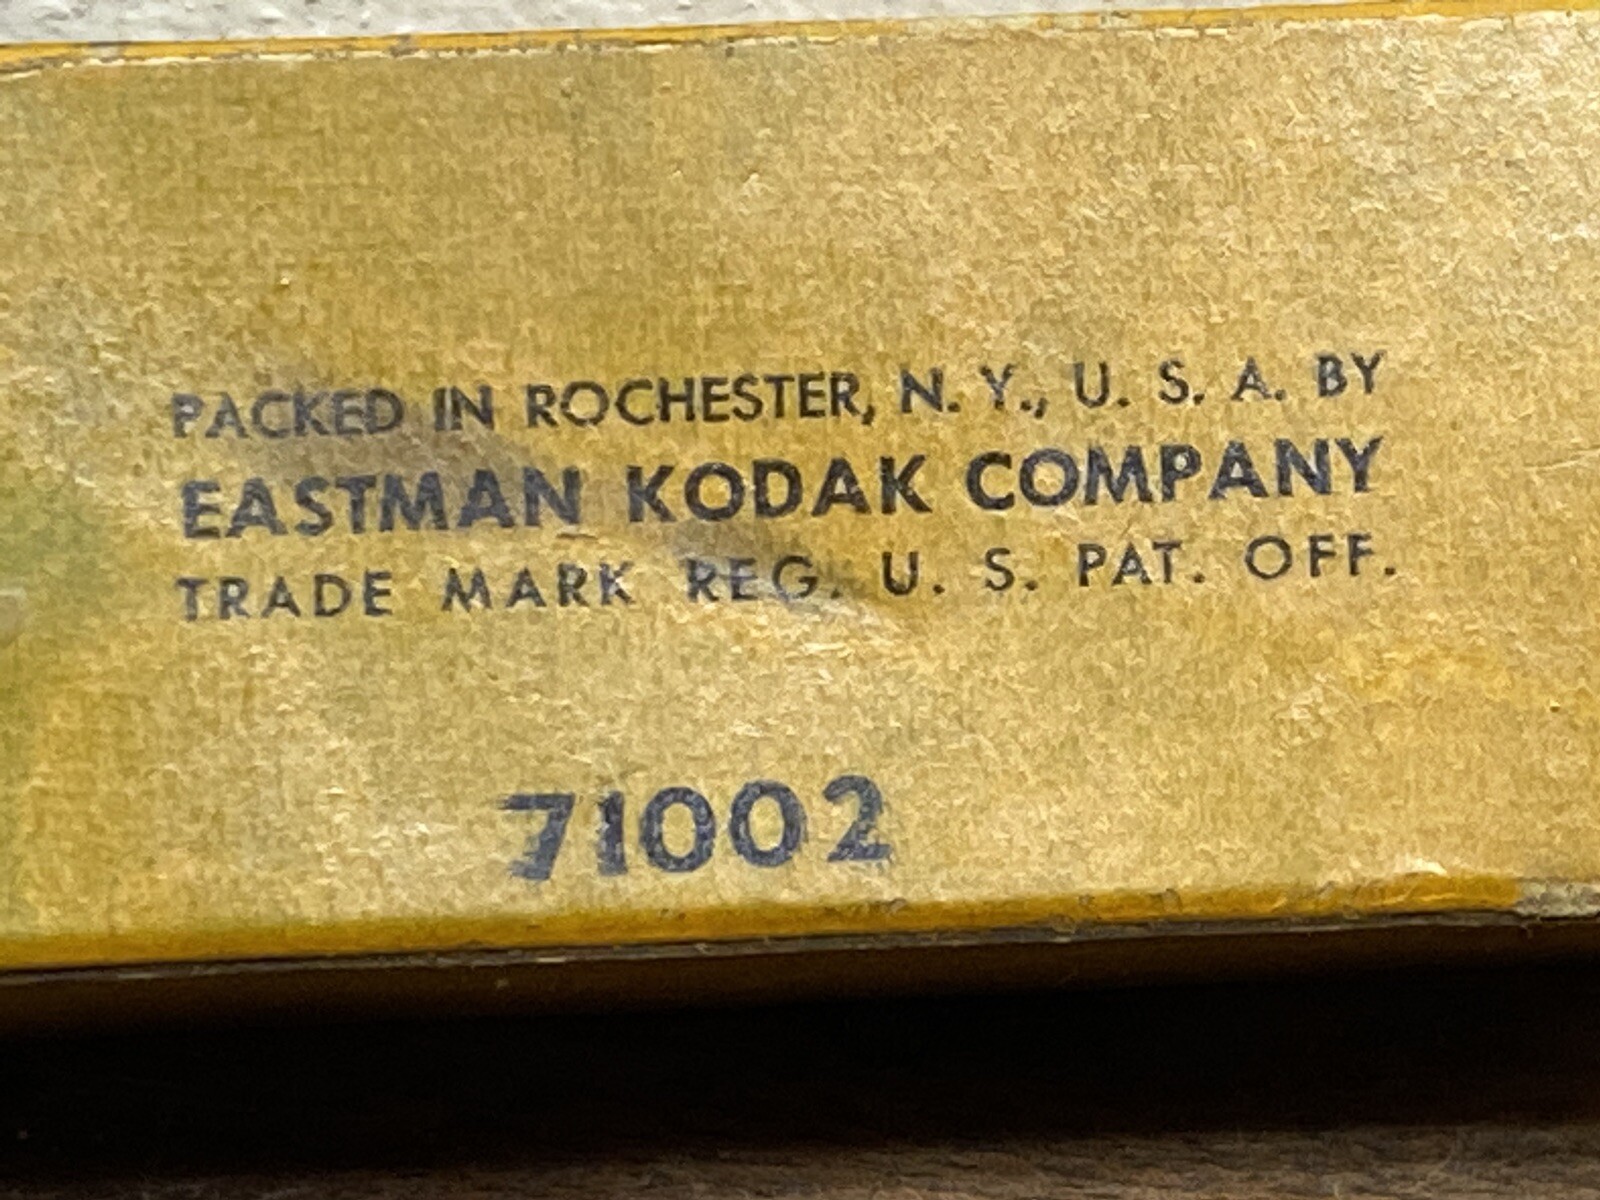 PACKED IN ROCHESTER, N. Y., U. S. A. BY
EASTMAN KODAK COMPANY
TRADE MARK REG. U. S. PAT. OFF.
71002